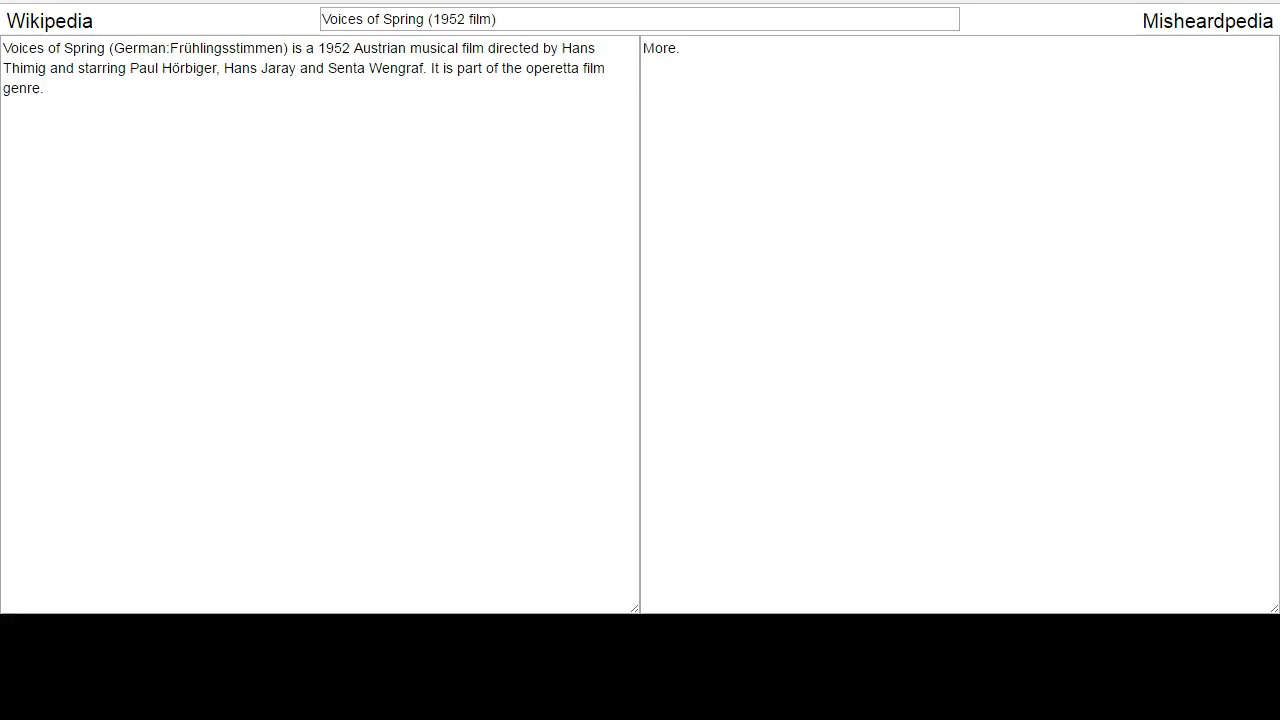 Wikipedia
Voices of Spring (1952 film)
Misheardpedia
Voices of Spring (German:Frühlingsstimmen) is a 1952 Austrian musical film directed by Hans
Thimig and starring Paul Hörbiger, Hans Jaray and Senta Wengraf. It is part of the operetta film
genre.
More.